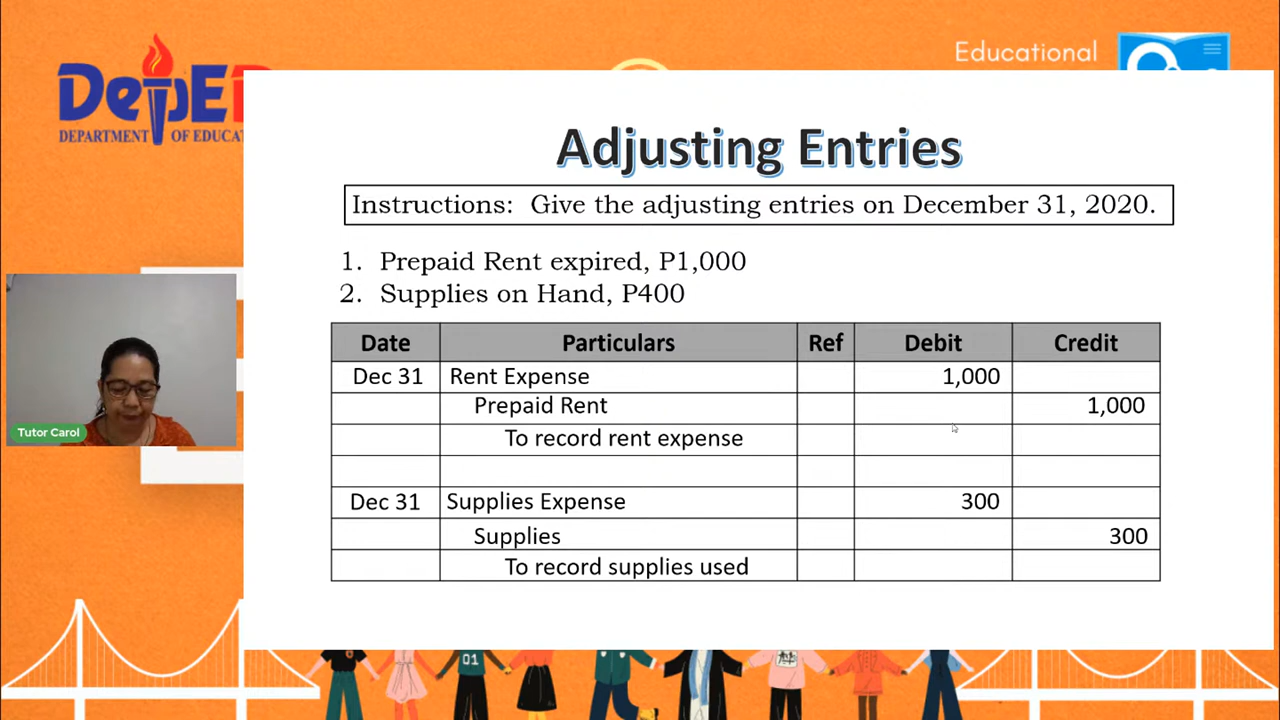 Educational
DepE
DEPARTMENT OF EDUCA
Adjusting Entries
Instructions: Give the adjusting entries on December 31, 2020.
1. Prepaid Rent expired, P1,000
2. Supplies on Hand, P400
Date Particulars Ref Debit Credit
Dec 31 Rent Expense 1,000
Prepaid Rent 1,000
To record rent expense
Dec 31 Supplies Expense 300
Supplies 300
To record supplies used
Tutor Carol
01